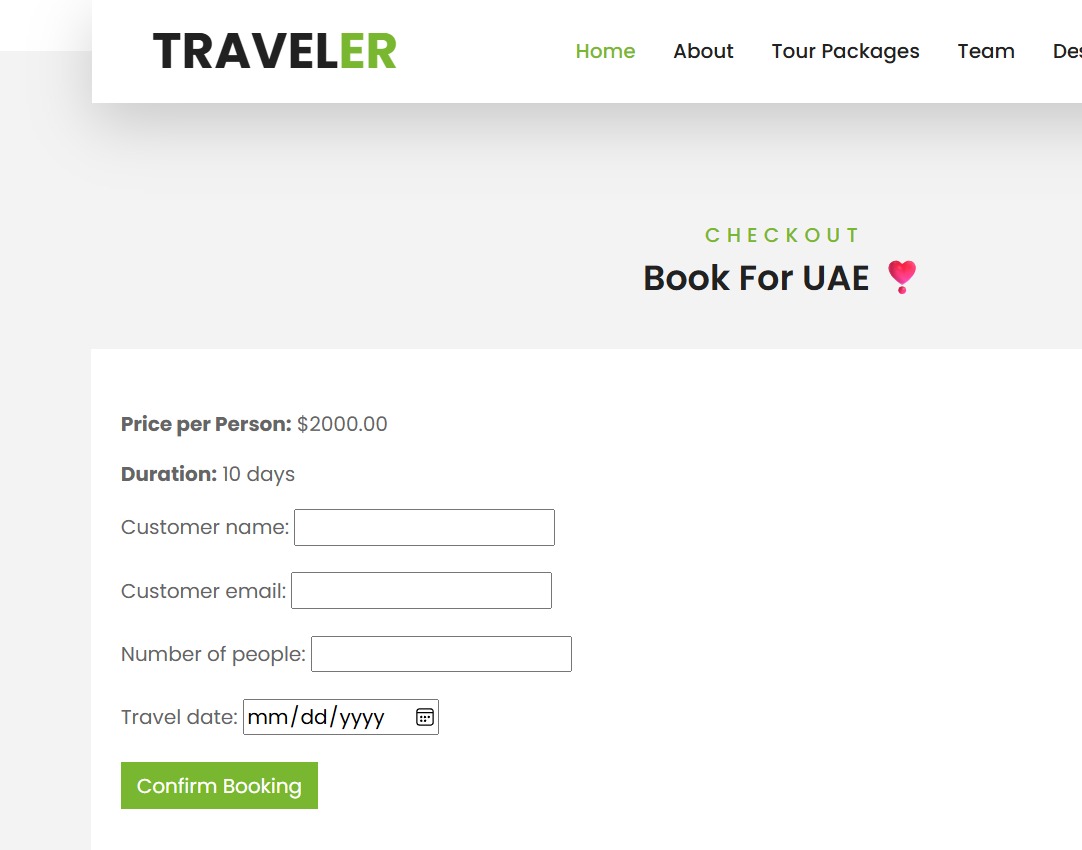 TRAVELER
Home About Tour Packages Team Des
CHECKOUT
Book For UAE ❣️
Price per Person: $2000.00
Duration: 10 days
Customer name:
Customer email:
Number of people:
Travel date: mm/dd/yyyy
Confirm Booking